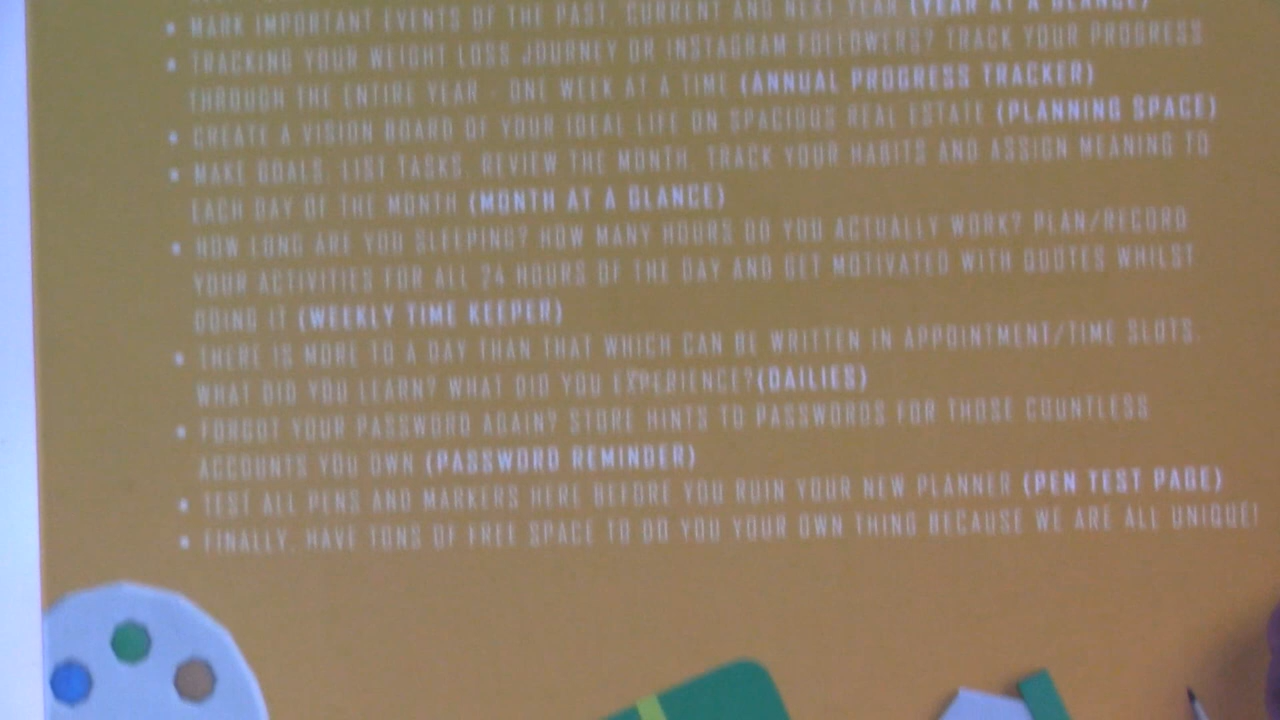 • MARK IMPORTANT EVENTS OF THE PAST, CURRENT AND NEXT YEAR (YEAR AT A GLANCE)
• TRACKING YOUR WEIGHT LOSS JOURNEY OR INSTAGRAM FOLLOWERS? TRACK YOUR PROGRESS
THROUGH THE ENTIRE YEAR - ONE WEEK AT A TIME (ANNUAL PROGRESS TRACKER)
• CREATE A VISION BOARD OF YOUR IDEAL LIFE ON SPACIOUS REAL ESTATE (PLANNING SPACE)
• MAKE GOALS, LIST TASKS, REVIEW THE MONTH, TRACK YOUR HABITS AND ASSIGN MEANING TO
EACH DAY OF THE MONTH (MONTH AT A GLANCE)
• HOW LONG ARE YOU SLEEPING? HOW MANY HOURS DO YOU ACTUALLY WORK? PLAN/RECORD
YOUR ACTIVITIES FOR ALL 24 HOURS OF THE DAY AND GET MOTIVATED WITH QUOTES WHILST
DOING IT (WEEKLY TIME KEEPER)
• THERE IS MORE TO A DAY THAN THAT WHICH CAN BE WRITTEN IN APPOINTMENT/TIME SLOTS.
WHAT DID YOU LEARN? WHAT DID YOU EXPERIENCE?(DAILIES)
• FORGOT YOUR PASSWORD AGAIN? STORE HINTS TO PASSWORDS FOR THOSE COUNTLESS
ACCOUNTS YOU OWN (PASSWORD REMINDER)
• TEST ALL PENS AND MARKERS HERE BEFORE YOU RUIN YOUR NEW PLANNER (PEN TEST PAGE)
• FINALLY, HAVE TONS OF FREE SPACE TO DO YOU YOUR OWN THING BECAUSE WE ARE ALL UNIQUE!